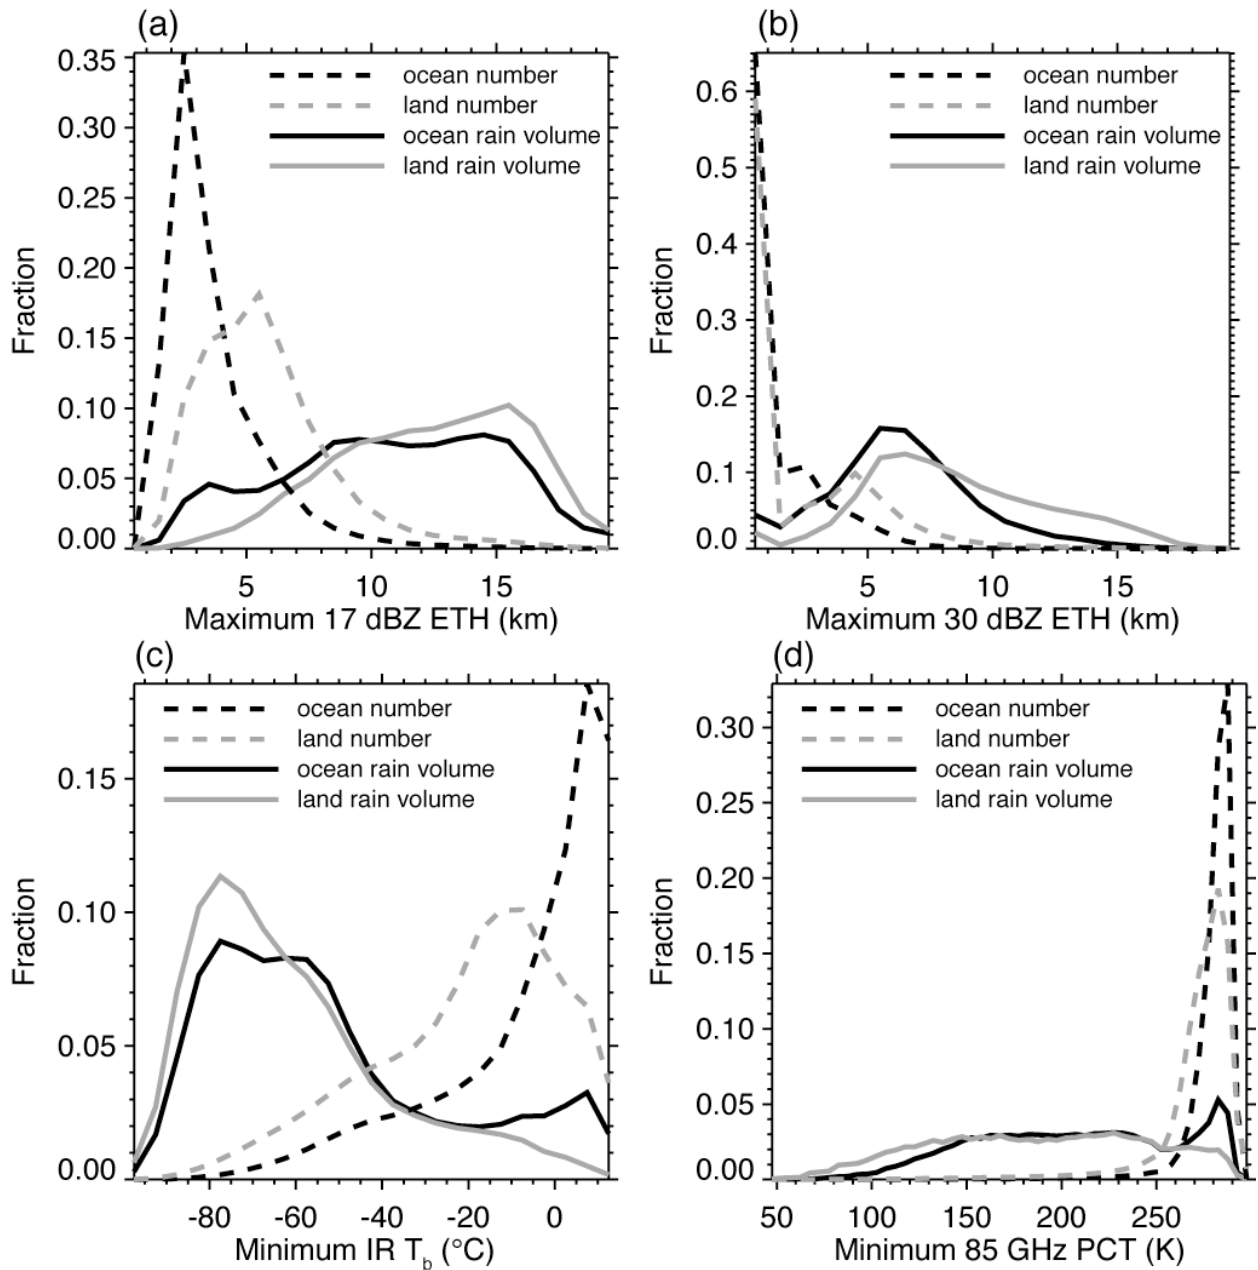 (a)
0.35
0.30
0.25
0.20
0.15
0.10
0.05
0.00
Fraction
ocean number
land number
ocean rain volume
land rain volume
5 10 15
Maximum 17 dBZ ETH (km)
(b)
0.6
0.5
0.4
0.3
0.2
0.1
0.0
Fraction
ocean number
land number
ocean rain volume
land rain volume
5 10 15
Maximum 30 dBZ ETH (km)
(c)
0.15
0.10
0.05
0.00
Fraction
ocean number
land number
ocean rain volume
land rain volume
-80 -60 -40 -20 0
Minimum IR Tb (°C)
(d)
0.30
0.25
0.20
0.15
0.10
0.05
0.00
Fraction
ocean number
land number
ocean rain volume
land rain volume
50 100 150 200 250
Minimum 85 GHz PCT (K)